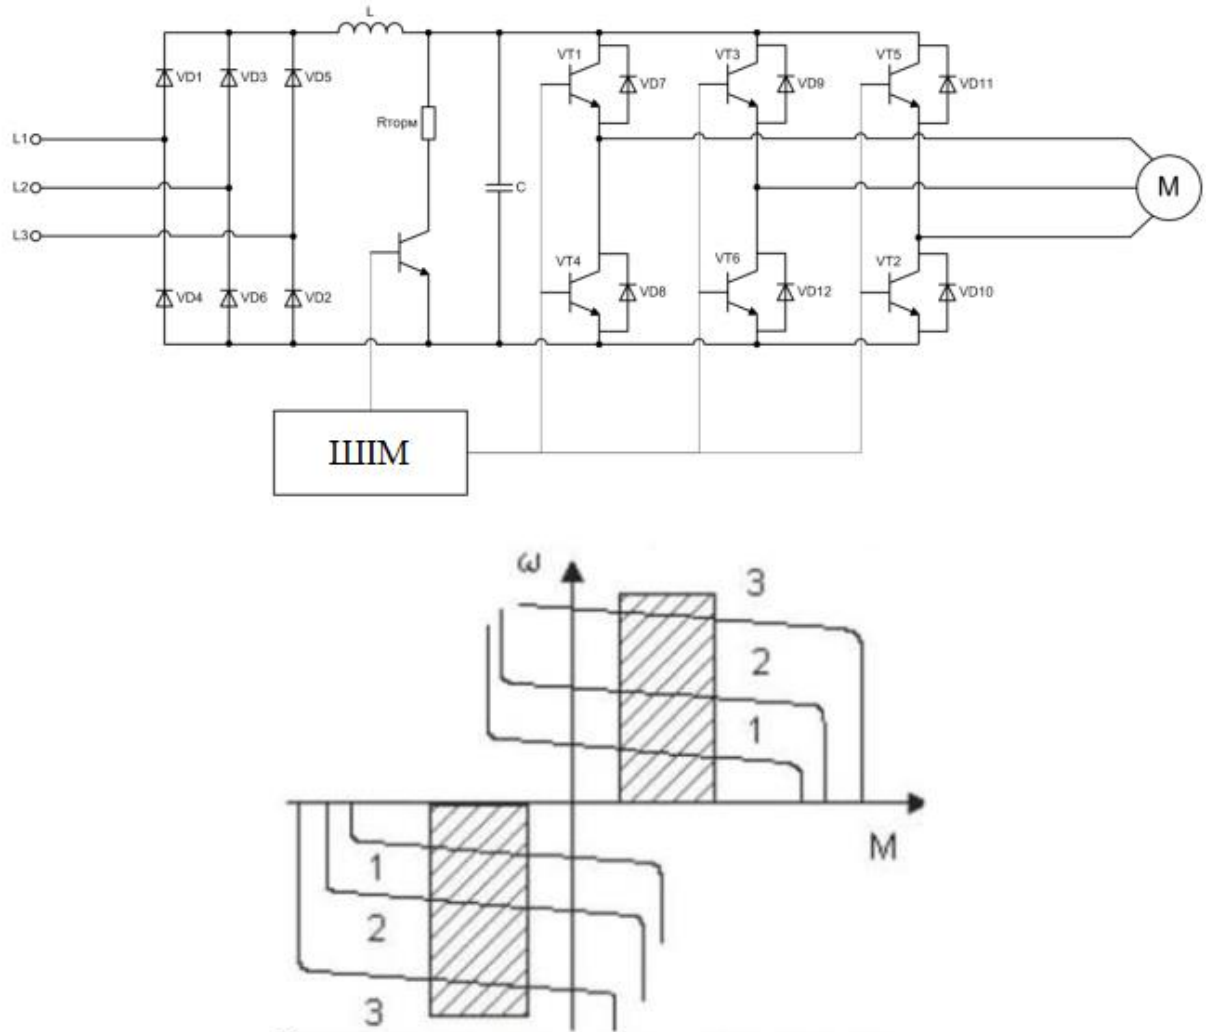 L
VD1 VD3 VD5
VT1 VD7 VT3 VD9 VT5 VD11
Rторм
L1
L2
L3
C
M
VD4 VD6 VD2
VT4 VD8 VT6 VD12 VT2 VD10
ШІМ
ω
3
2
1
M
1
2
3